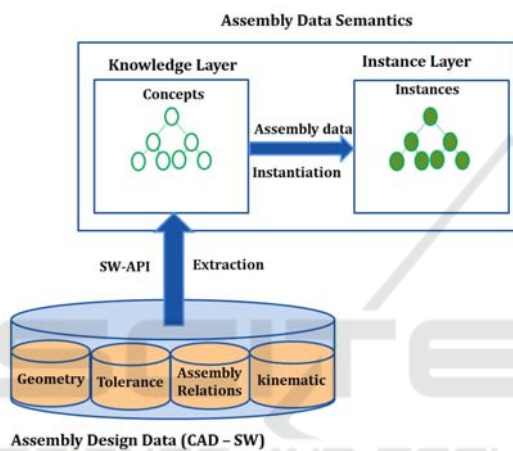 Assembly Data Semantics
Knowledge Layer
Instance Layer
Concepts
Instances
Assembly data
Instantiation
SW-API
Extraction
Geometry
Tolerance
Assembly
Relations
kinematic
Assembly Design Data (CAD – SW)
SCITE